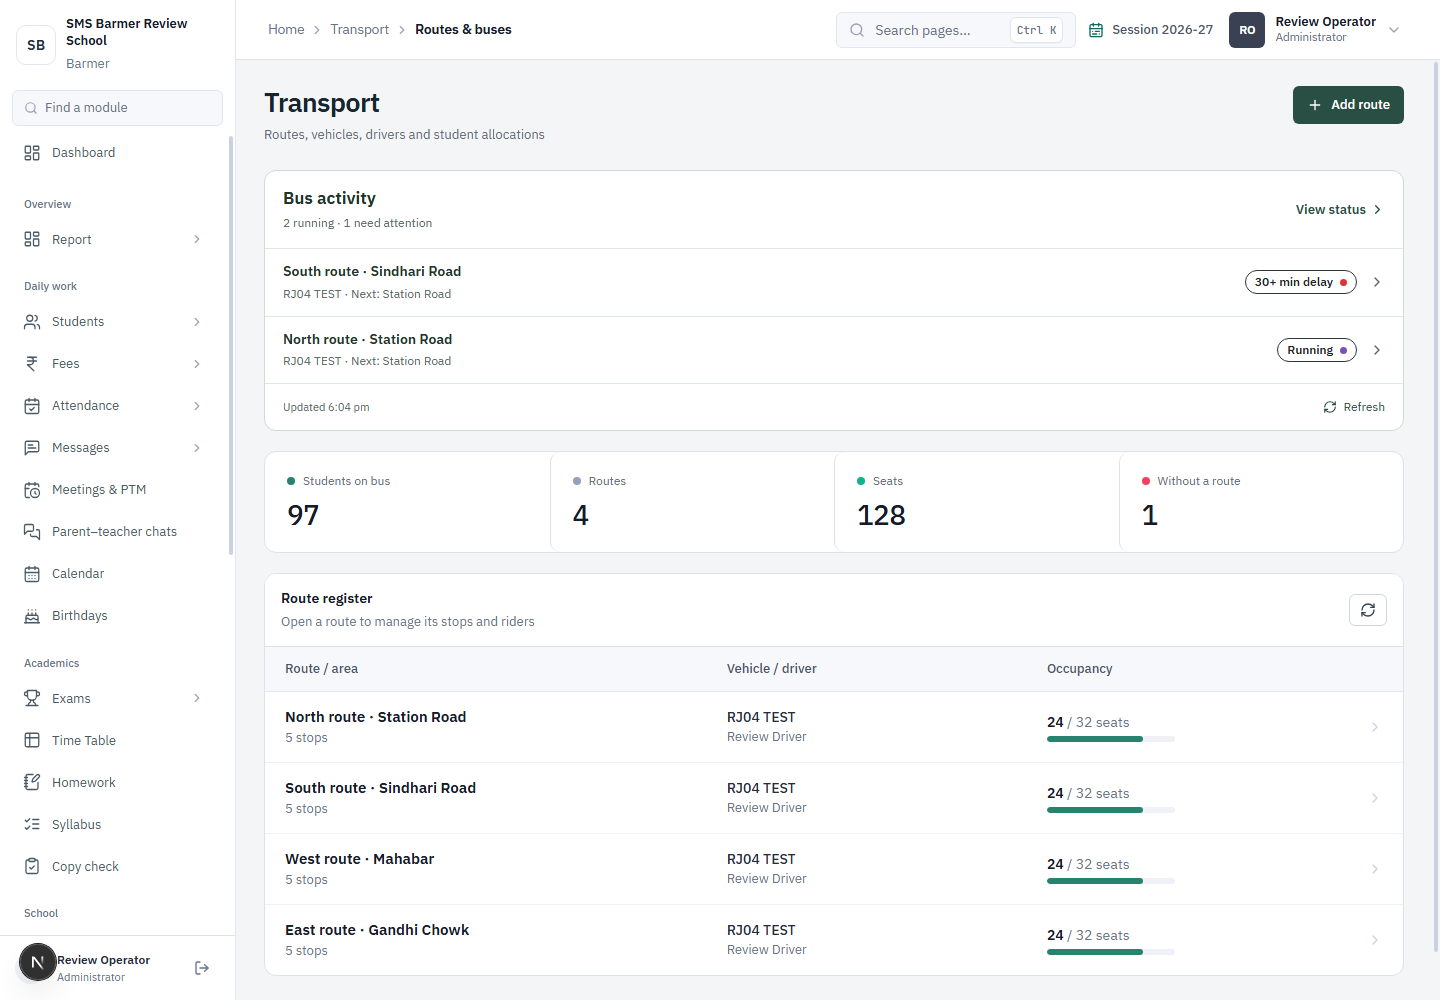 SMS Barmer Review School
SB
Barmer
Find a module
Dashboard
Overview
Report
Daily work
Students
Fees
Attendance
Messages
Meetings & PTM
Parent–teacher chats
Calendar
Birthdays
Academics
Exams
Time Table
Homework
Syllabus
Copy check
School
N
Review Operator
Administrator
Home > Transport > Routes & buses
Search pages...
Ctrl K
Session 2026-27
RO
Review Operator
Administrator
Transport
Routes, vehicles, drivers and student allocations
+ Add route
Bus activity
2 running · 1 need attention
View status
South route · Sindhari Road
RJ04 TEST · Next: Station Road
30+ min delay
North route · Station Road
RJ04 TEST · Next: Station Road
Running
Updated 6:04 pm
Refresh
Students on bus
97
Routes
4
Seats
128
Without a route
1
Route register
Open a route to manage its stops and riders
Route / area
Vehicle / driver
Occupancy
North route · Station Road
5 stops
RJ04 TEST
Review Driver
24 / 32 seats
South route · Sindhari Road
5 stops
RJ04 TEST
Review Driver
24 / 32 seats
West route · Mahabar
5 stops
RJ04 TEST
Review Driver
24 / 32 seats
East route · Gandhi Chowk
5 stops
RJ04 TEST
Review Driver
24 / 32 seats